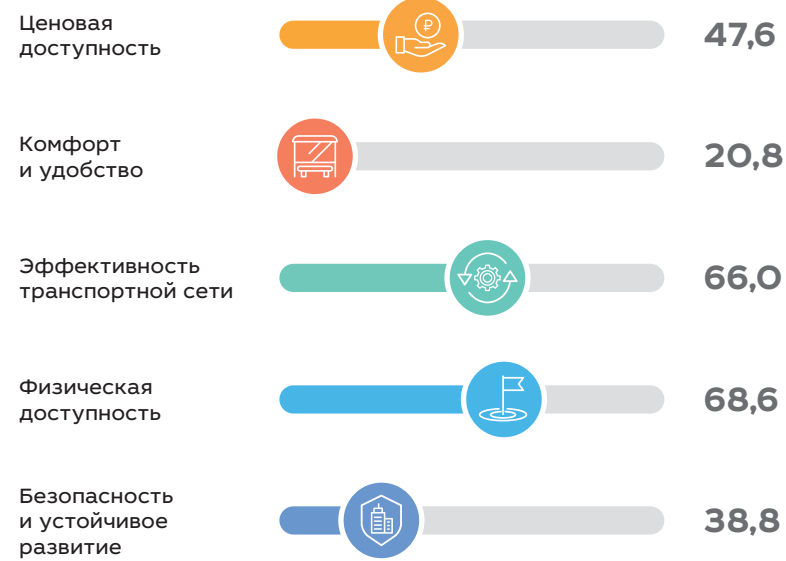 Ценовая
доступность
47,6
₽
Комфорт
и удобство
20,8
Эффективность
транспортной сети
66,0
Физическая
доступность
68,6
Безопасность
и устойчивое
развитие
38,8